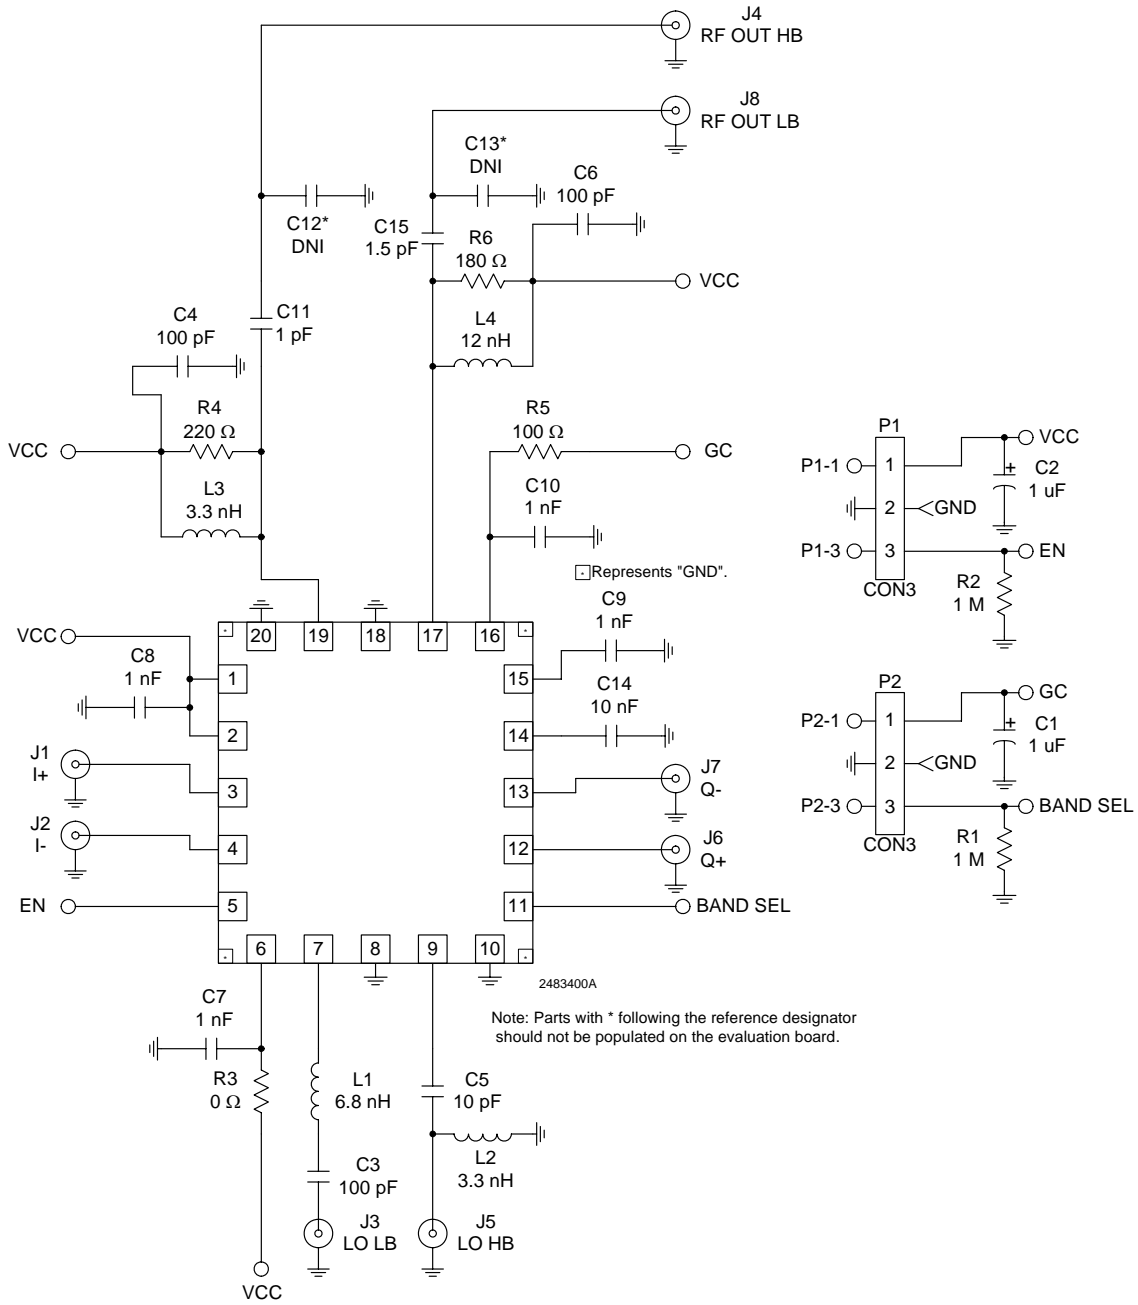 J4
RF OUT HB
J8
RF OUT LB
C13*
DNI
C6
100 pF
C12*
DNI
C15
1.5 pF
R6
180 Ω
VCC
C4
100 pF
C11
1 pF
L4
12 nH
R4
220 Ω
VCC
L3
3.3 nH
R5
100 Ω
GC
C10
1 nF
P1
P1-1
1
VCC
C2
1 uF
+
2
GND
P1-3
3
EN
CON3
R2
1 M
Represents "GND".
C9
1 nF
VCC
20
19
18
17
16
C8
1 nF
1
15
C14
10 nF
2
14
J1
I+
3
13
J7
Q-
J2
I-
4
12
J6
Q+
EN
5
11
BAND SEL
6
7
8
9
10
P2
P2-1
1
GC
C1
1 uF
+
2
GND
P2-3
3
BAND SEL
CON3
R1
1 M
2483400A
Note: Parts with * following the reference designator
should not be populated on the evaluation board.
C7
1 nF
R3
0 Ω
L1
6.8 nH
C5
10 pF
L2
3.3 nH
C3
100 pF
J3
LO LB
J5
LO HB
VCC